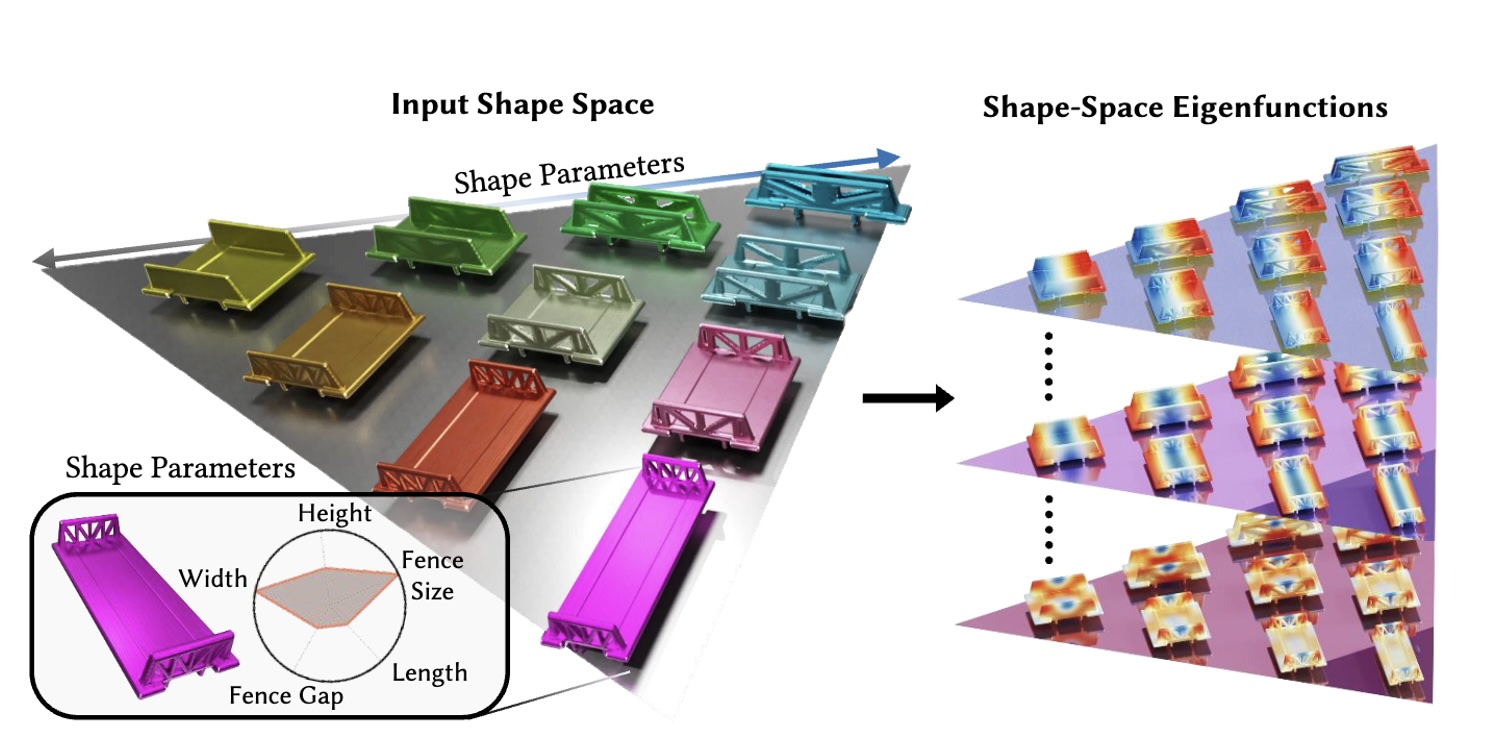 Input Shape Space
Shape-Space Eigenfunctions
Shape Parameters
Shape Parameters
Height
Fence
Size
Width
Length
Fence Gap